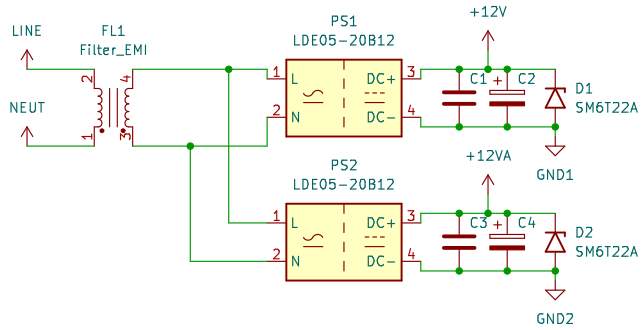 +12V
LINE
FL1
Filter_EMI
PS1
LDE05-20B12
2
4
1
L
DC+
3
C1
+
C2
D1
SM6T22A
NEUT
1
3
2
N
DC-
4
GND1
+12VA
PS2
LDE05-20B12
1
L
DC+
3
C3
+
C4
D2
SM6T22A
2
N
DC-
4
GND2